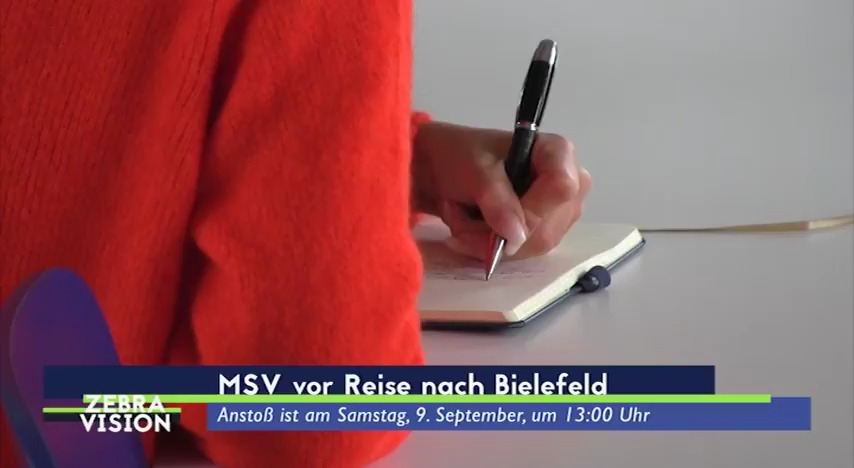 MSV vor Reise nach Bielefeld
Anstoß ist am Samstag, 9. September, um 13:00 Uhr
ZEBRA
VISION